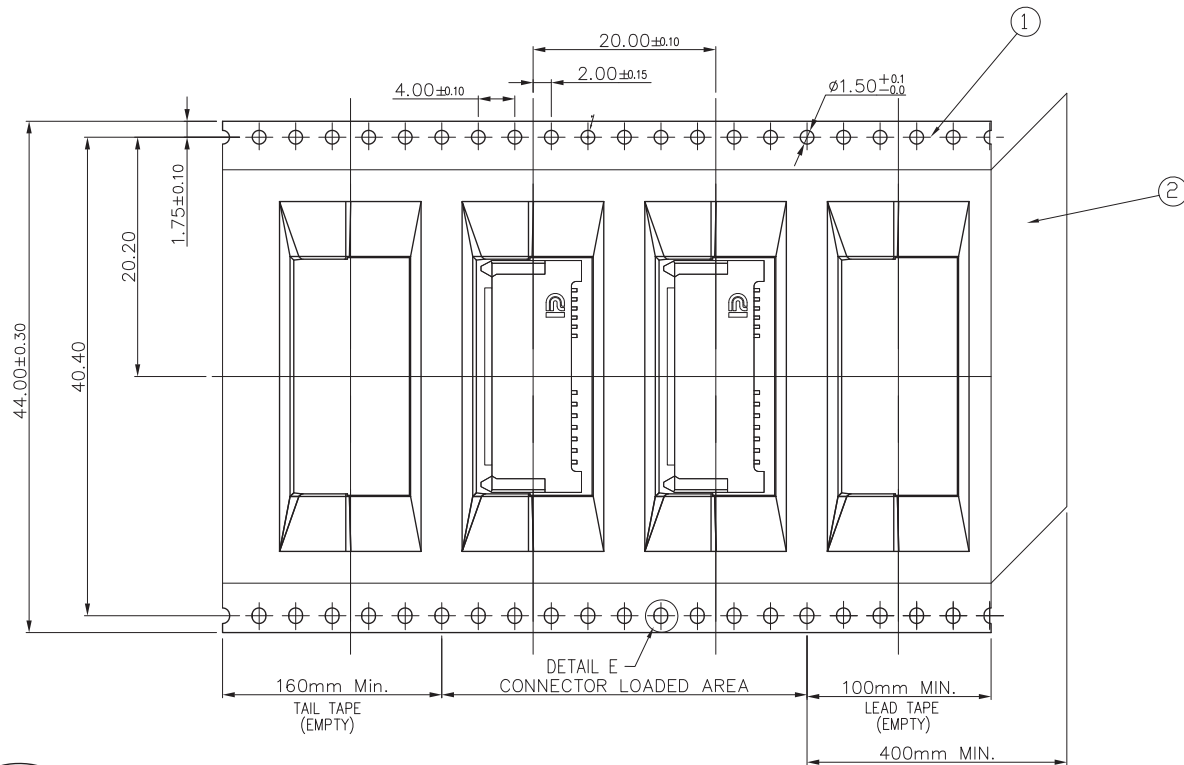 1
20.00±0.10
2.00±0.15
4.00±0.10
ø1.50+0.1 -0.0
2
1.75±0.10
20.20
40.40
44.00±0.30
DETAIL E
160mm Min.
CONNECTOR LOADED AREA
100mm MIN.
TAIL TAPE
(EMPTY)
LEAD TAPE
(EMPTY)
400mm MIN.